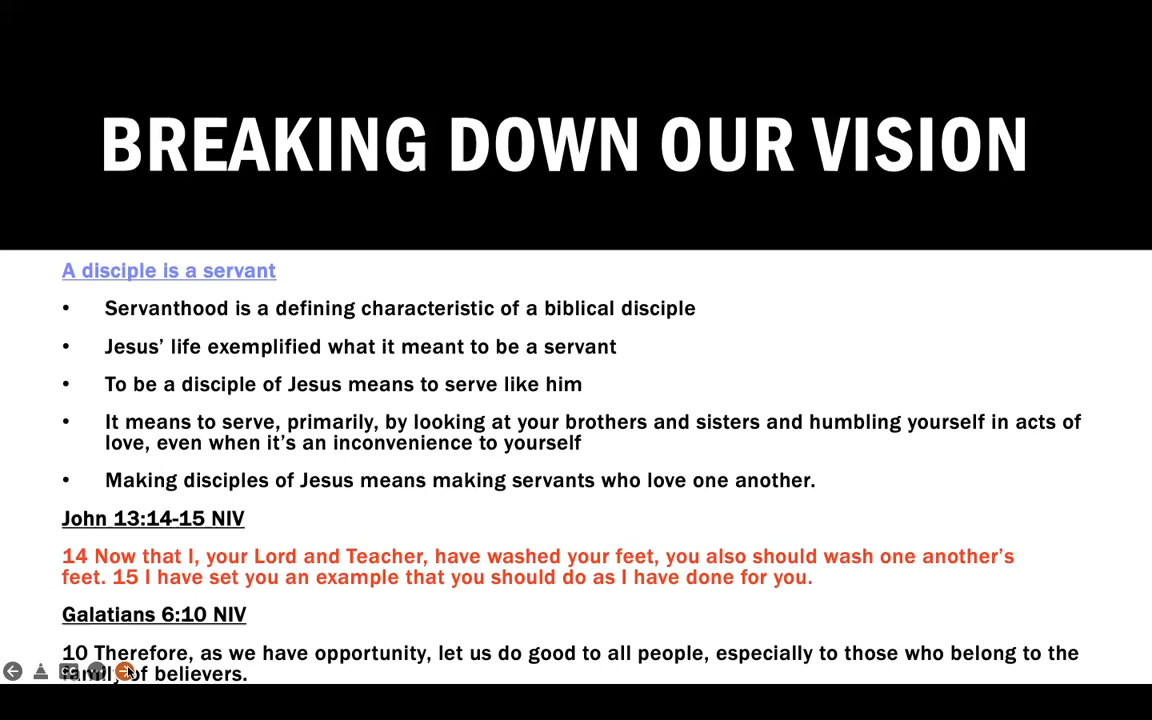 BREAKING DOWN OUR VISION
A disciple is a servant
• Servanthood is a defining characteristic of a biblical disciple
• Jesus’ life exemplified what it meant to be a servant
• To be a disciple of Jesus means to serve like him
• It means to serve, primarily, by looking at your brothers and sisters and humbling yourself in acts of
love, even when it’s an inconvenience to yourself
• Making disciples of Jesus means making servants who love one another.
John 13:14-15 NIV
14 Now that I, your Lord and Teacher, have washed your feet, you also should wash one another’s
feet. 15 I have set you an example that you should do as I have done for you.
Galatians 6:10 NIV
10 Therefore, as we have opportunity, let us do good to all people, especially to those who belong to the
family of believers.